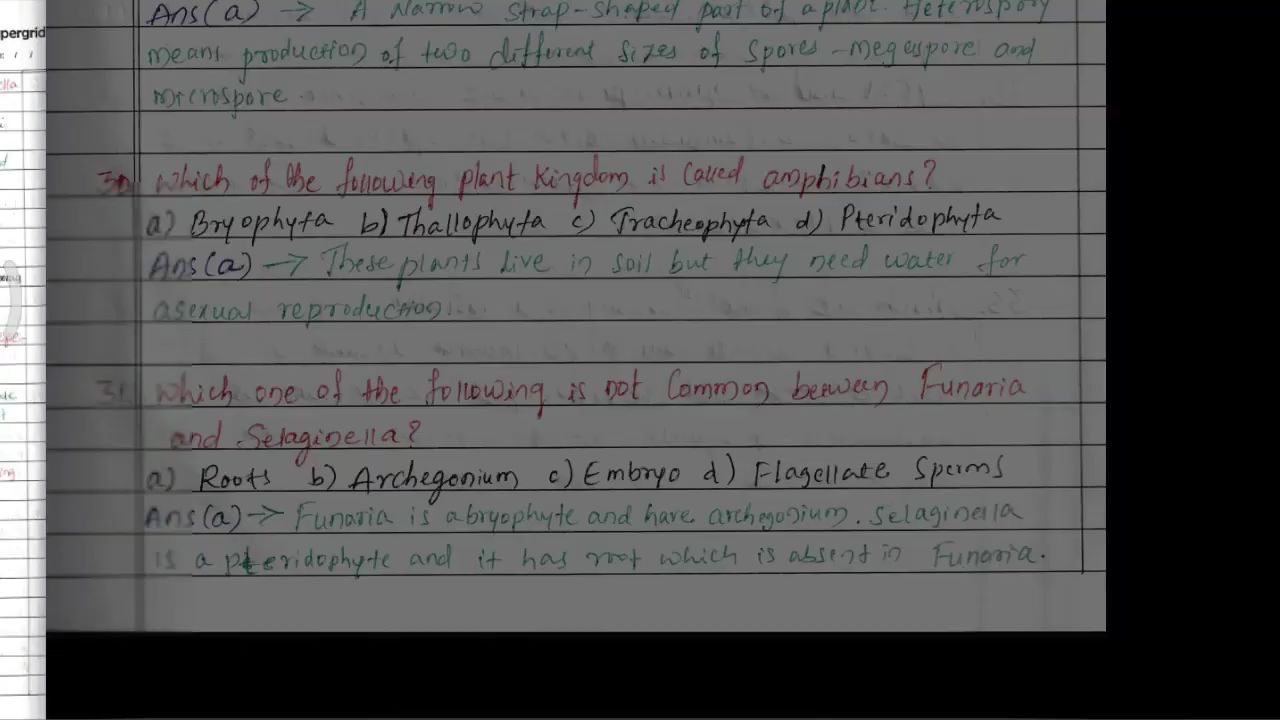 pergrid
Ans(a) → A Narrow strap-shaped part of a plant. Heterospory
means production of two different sizes of spores-megaspore and
microspore.
30 Which of the following plant kingdom is called amphibians?
a) Bryophyta b) Thallophyta c) Tracheophyta d) Pteridophyta
Ans(a) → These plants live in soil but they need water for
asexual reproduction.
31 Which one of the following is not Common between Funaria
and Selaginella?
a) Roots b) Archegonium c) Embryo d) Flagellate Sperms
Ans(a) → Funaria is a bryophyte and have archegonium. Selaginella
is a pteridophyte and it has root which is absent in Funaria.